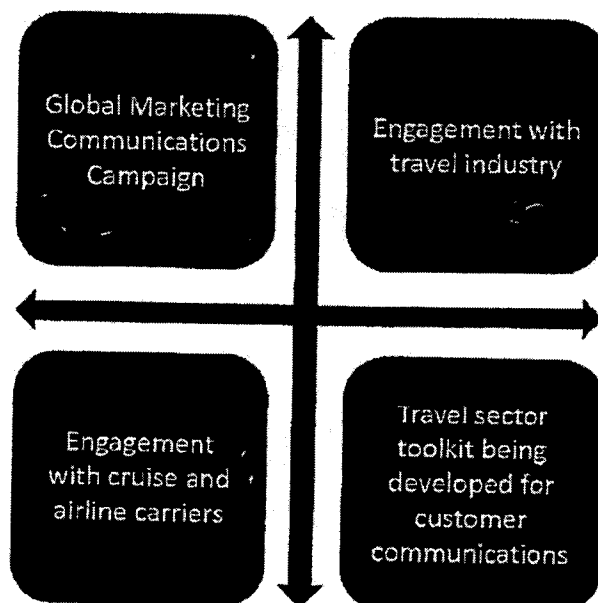 Global Marketing
Communications
Campaign
Engagement with
travel industry
Engagement
with cruise and
airline carriers
Travel sector
toolkit being
developed for
customer
communications